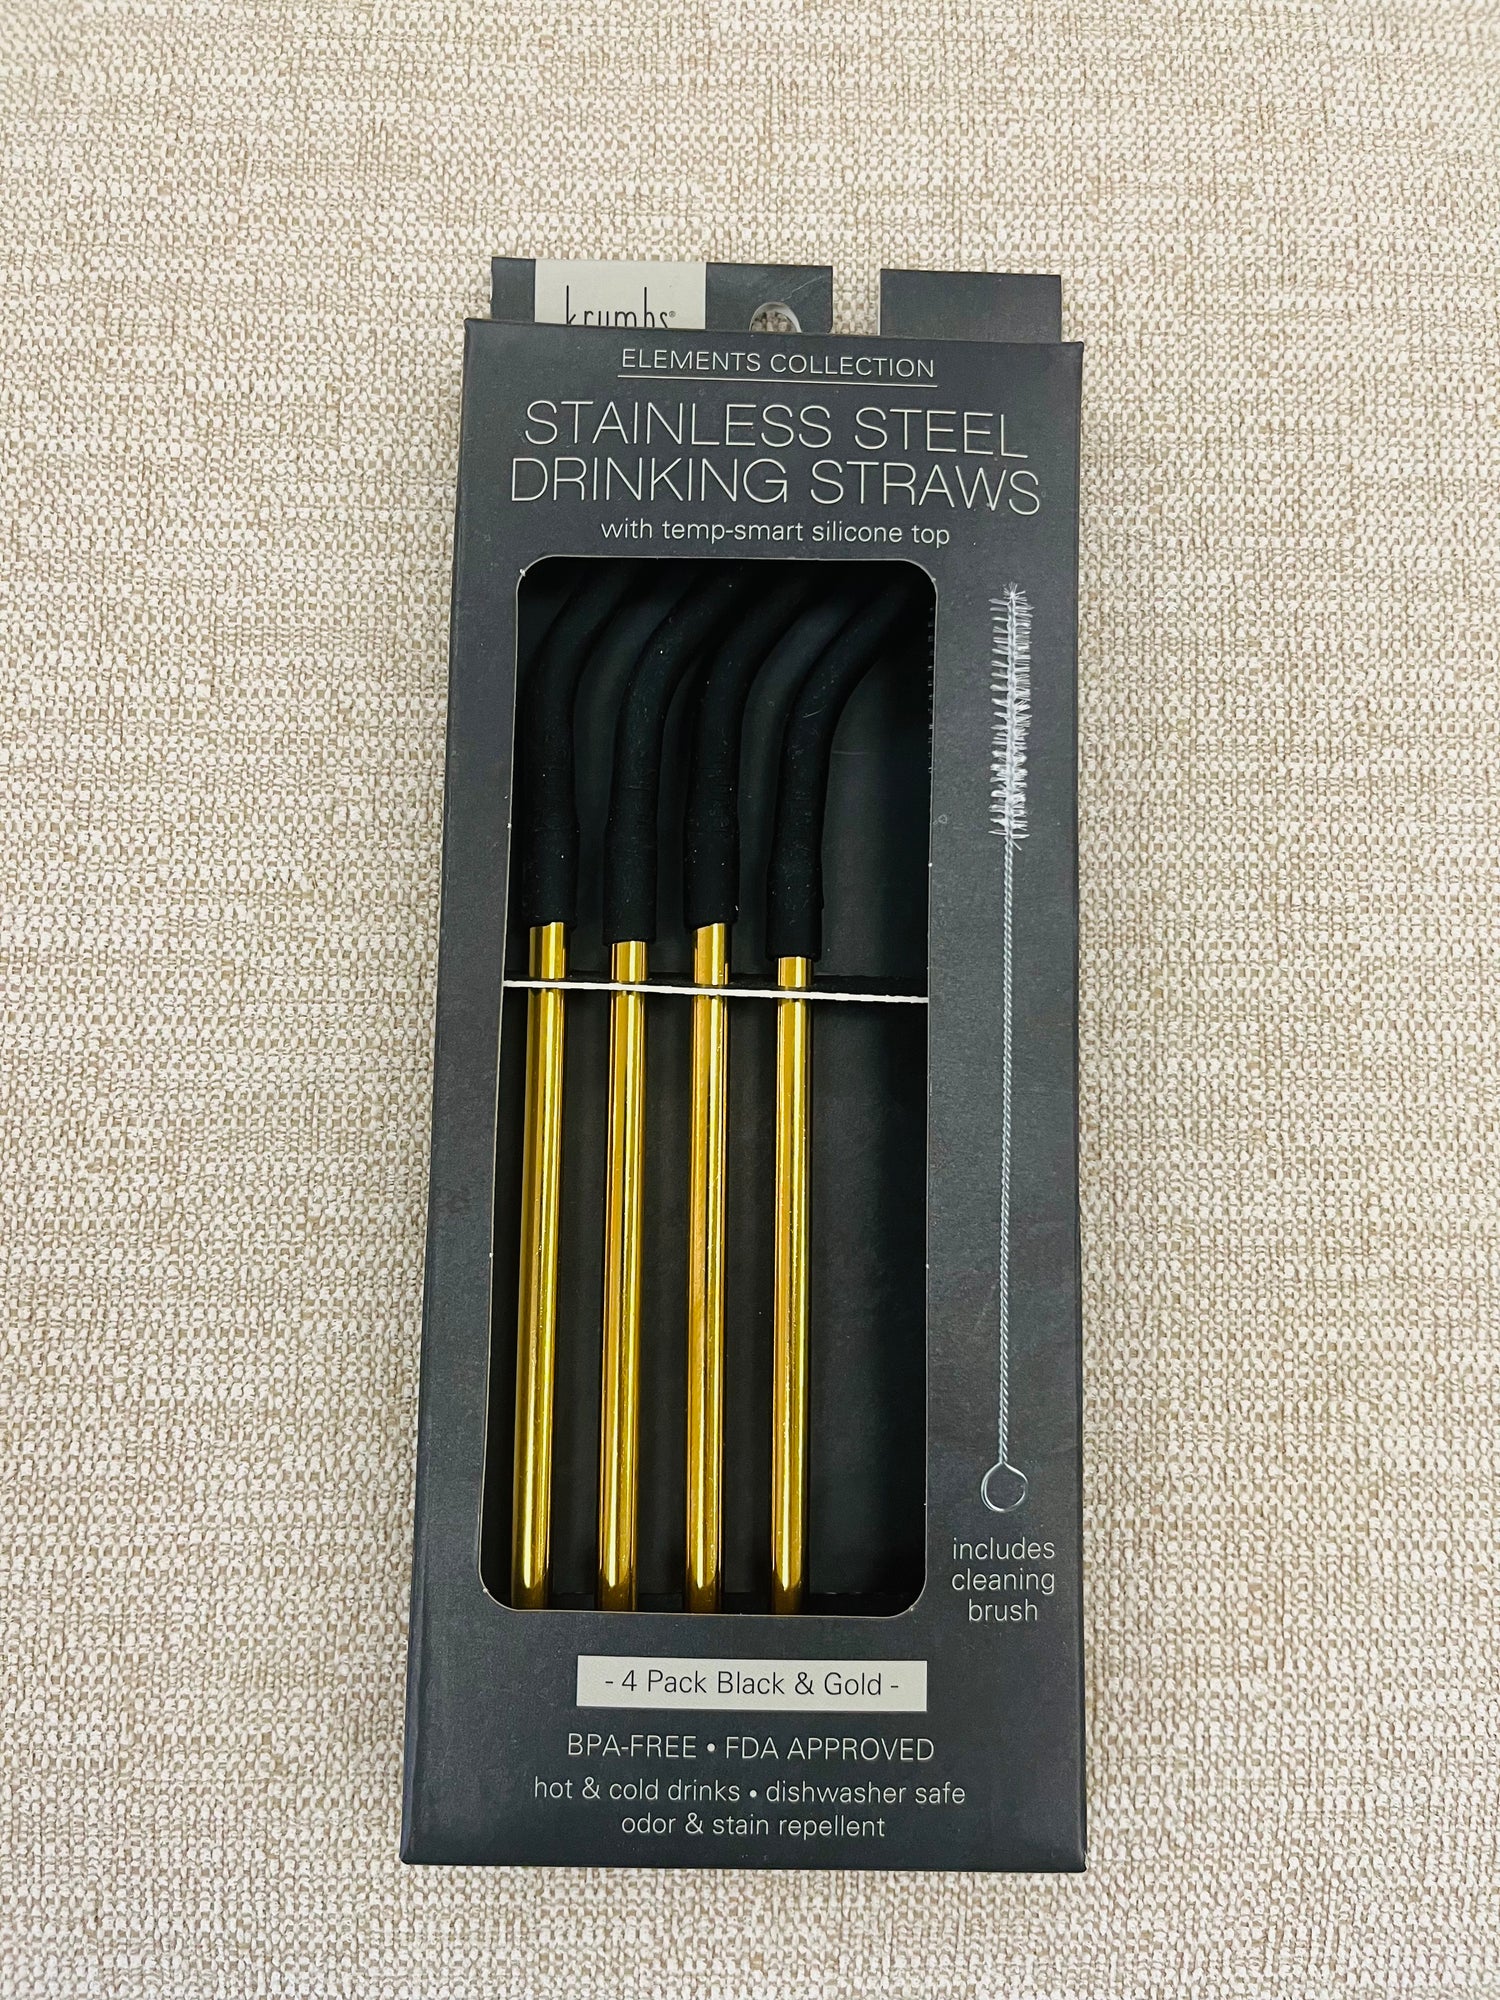 krumbs®
ELEMENTS COLLECTION
STAINLESS STEEL
DRINKING STRAWS
with temp-smart silicone top
includes
cleaning
brush
- 4 Pack Black & Gold -
BPA-FREE • FDA APPROVED
hot & cold drinks • dishwasher safe
odor & stain repellent